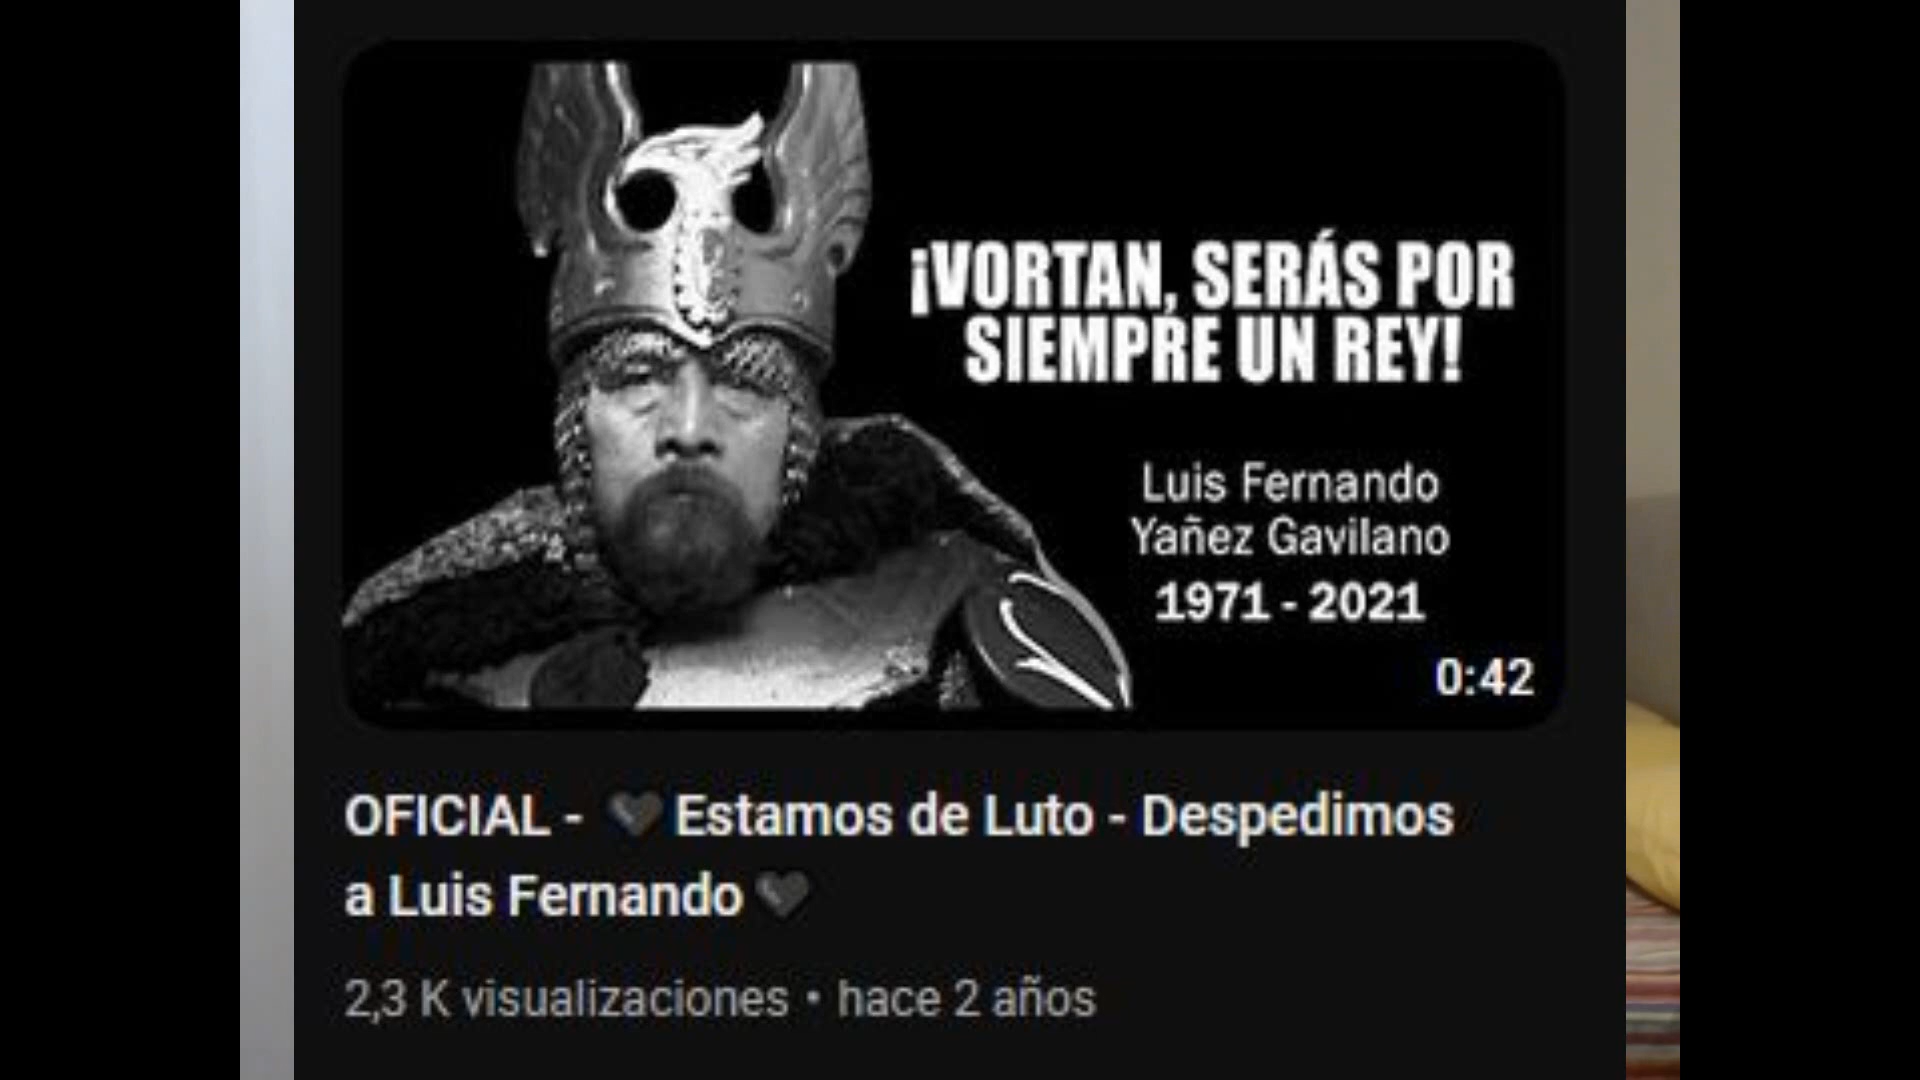 ¡VORTAN, SERÁS POR
SIEMPRE UN REY!
Luis Fernando
Yañez Gavilano
1971 - 2021
0:42
OFICIAL - 🖤 Estamos de Luto - Despedimos
a Luis Fernando 🖤
2,3 K visualizaciones • hace 2 años